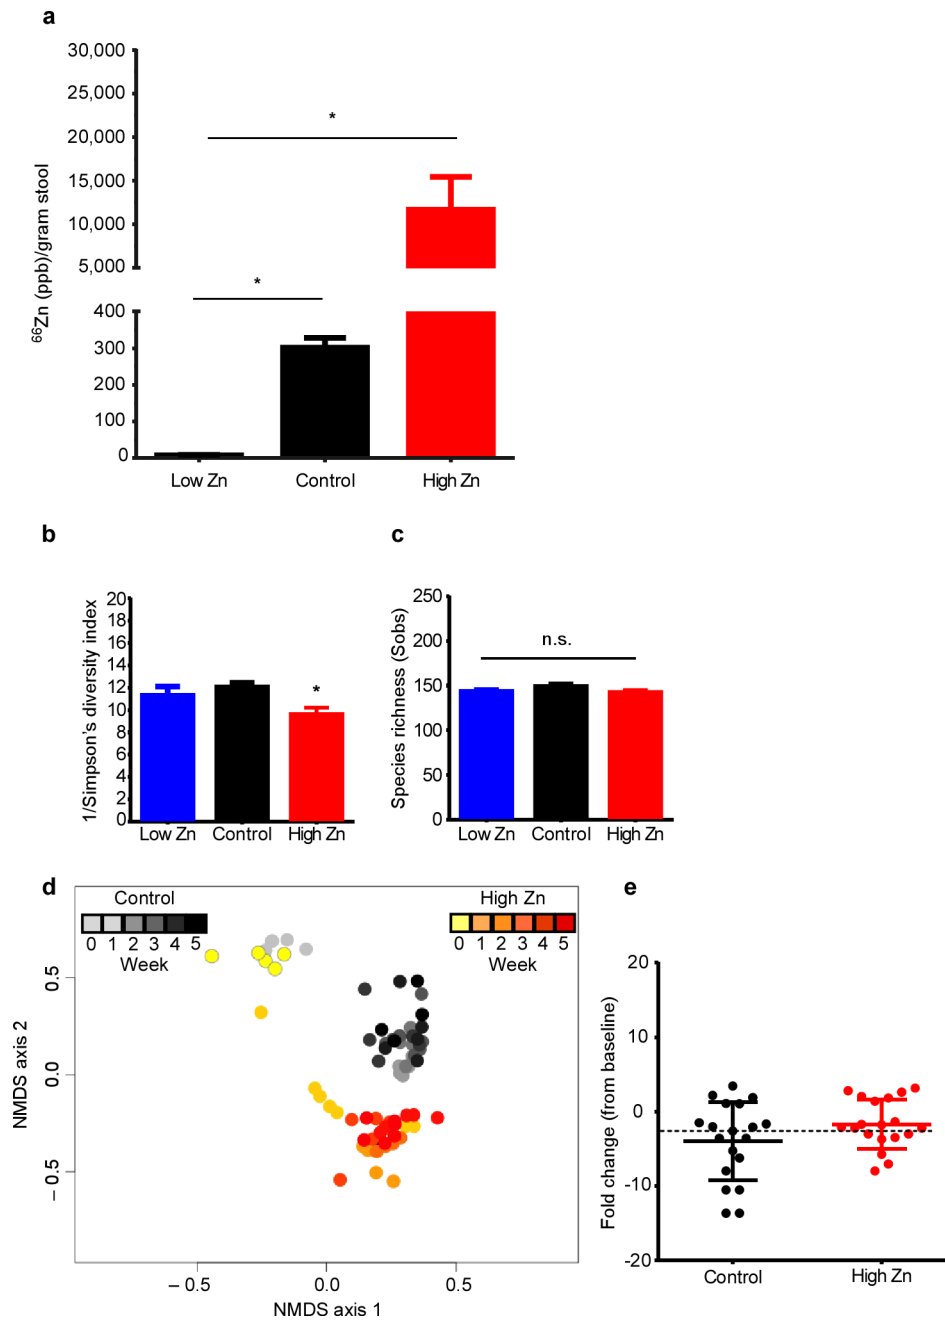 a
30,000
25,000
20,000
15,000
10,000
5,000
400
300
200
100
0
66Zn (ppb)/gram stool
*
*
Low Zn
Control
High Zn
b
20
18
16
14
12
10
8
6
4
2
0
1/Simpson's diversity index
*
Low Zn
Control
High Zn
c
250
200
150
100
50
0
Species richness (Sobs)
n.s.
Low Zn
Control
High Zn
d
Control
0 1 2 3 4 5
Week
High Zn
0 1 2 3 4 5
Week
0.5
0.0
– 0.5
NMDS axis 2
– 0.5
0.0
0.5
NMDS axis 1
e
20
10
0
-10
-20
Fold change (from baseline)
Control
High Zn